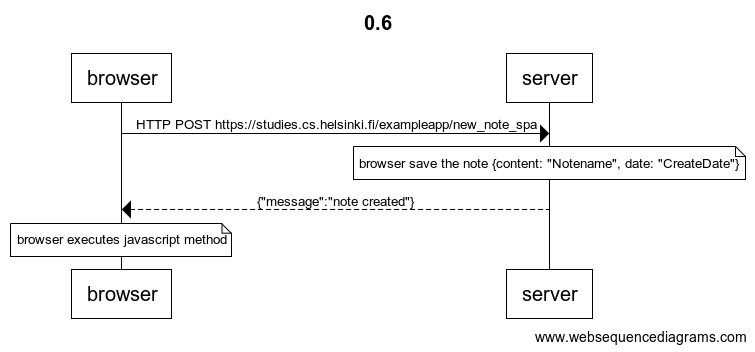 0.6
browser
server
HTTP POST https://studies.cs.helsinki.fi/exampleapp/new_note_spa
browser save the note {content: "Notename", date: "CreateDate"}
{"message":"note created"}
browser executes javascript method
browser
server
www.websequencediagrams.com